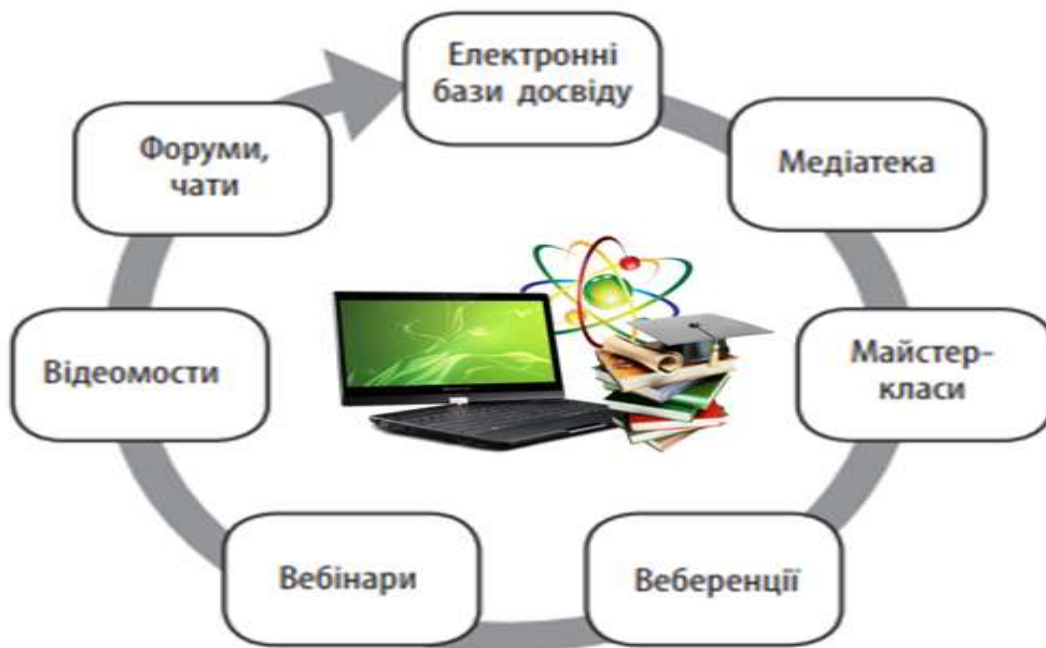 Електронні
бази досвіду
Медіатека
Майстер-
класи
Веберенції
Вебінари
Відеомости
Форуми,
чати